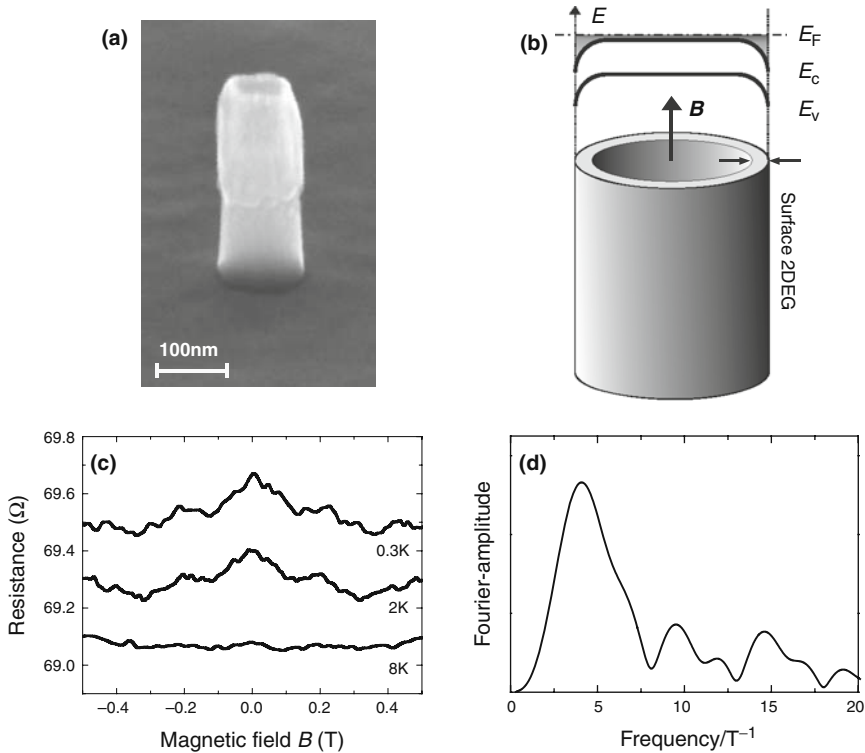 (a)
100nm
(b)
E
E_F
E_c
E_v
B
Surface 2DEG
(c)
Resistance (Ω)
69.8
69.6
69.4
69.2
69.0
0.3K
2K
8K
−0.4 −0.2 0.0 0.2 0.4
Magnetic field B (T)
(d)
Fourier-amplitude
0 5 10 15 20
Frequency/T⁻¹